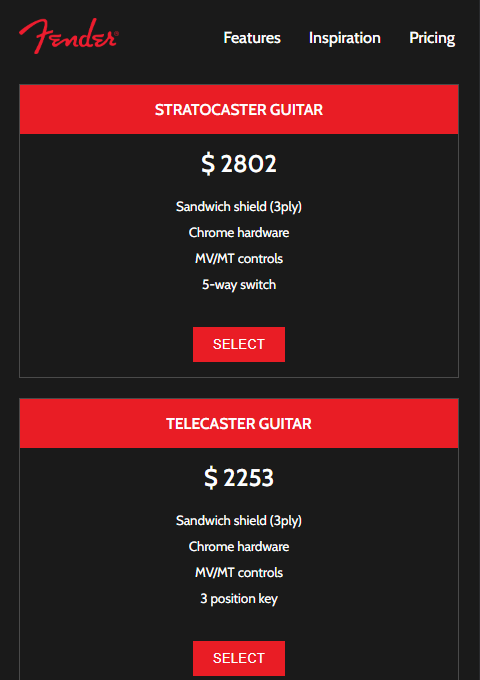 Fender®
Features Inspiration Pricing
STRATOCASTER GUITAR
$ 2802
Sandwich shield (3ply)
Chrome hardware
MV/MT controls
5-way switch
SELECT
TELECASTER GUITAR
$ 2253
Sandwich shield (3ply)
Chrome hardware
MV/MT controls
3 position key
SELECT